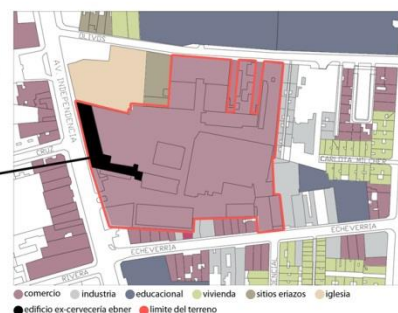 OLIVOS
AV. INDEPENDENCIA
CRUZ
ECHEVERRIA
ECHEVERRIA
RIVERA
comercio industria educacional vivienda sitios eriazos iglesia
edificio ex-cervecería ebner limite del terreno